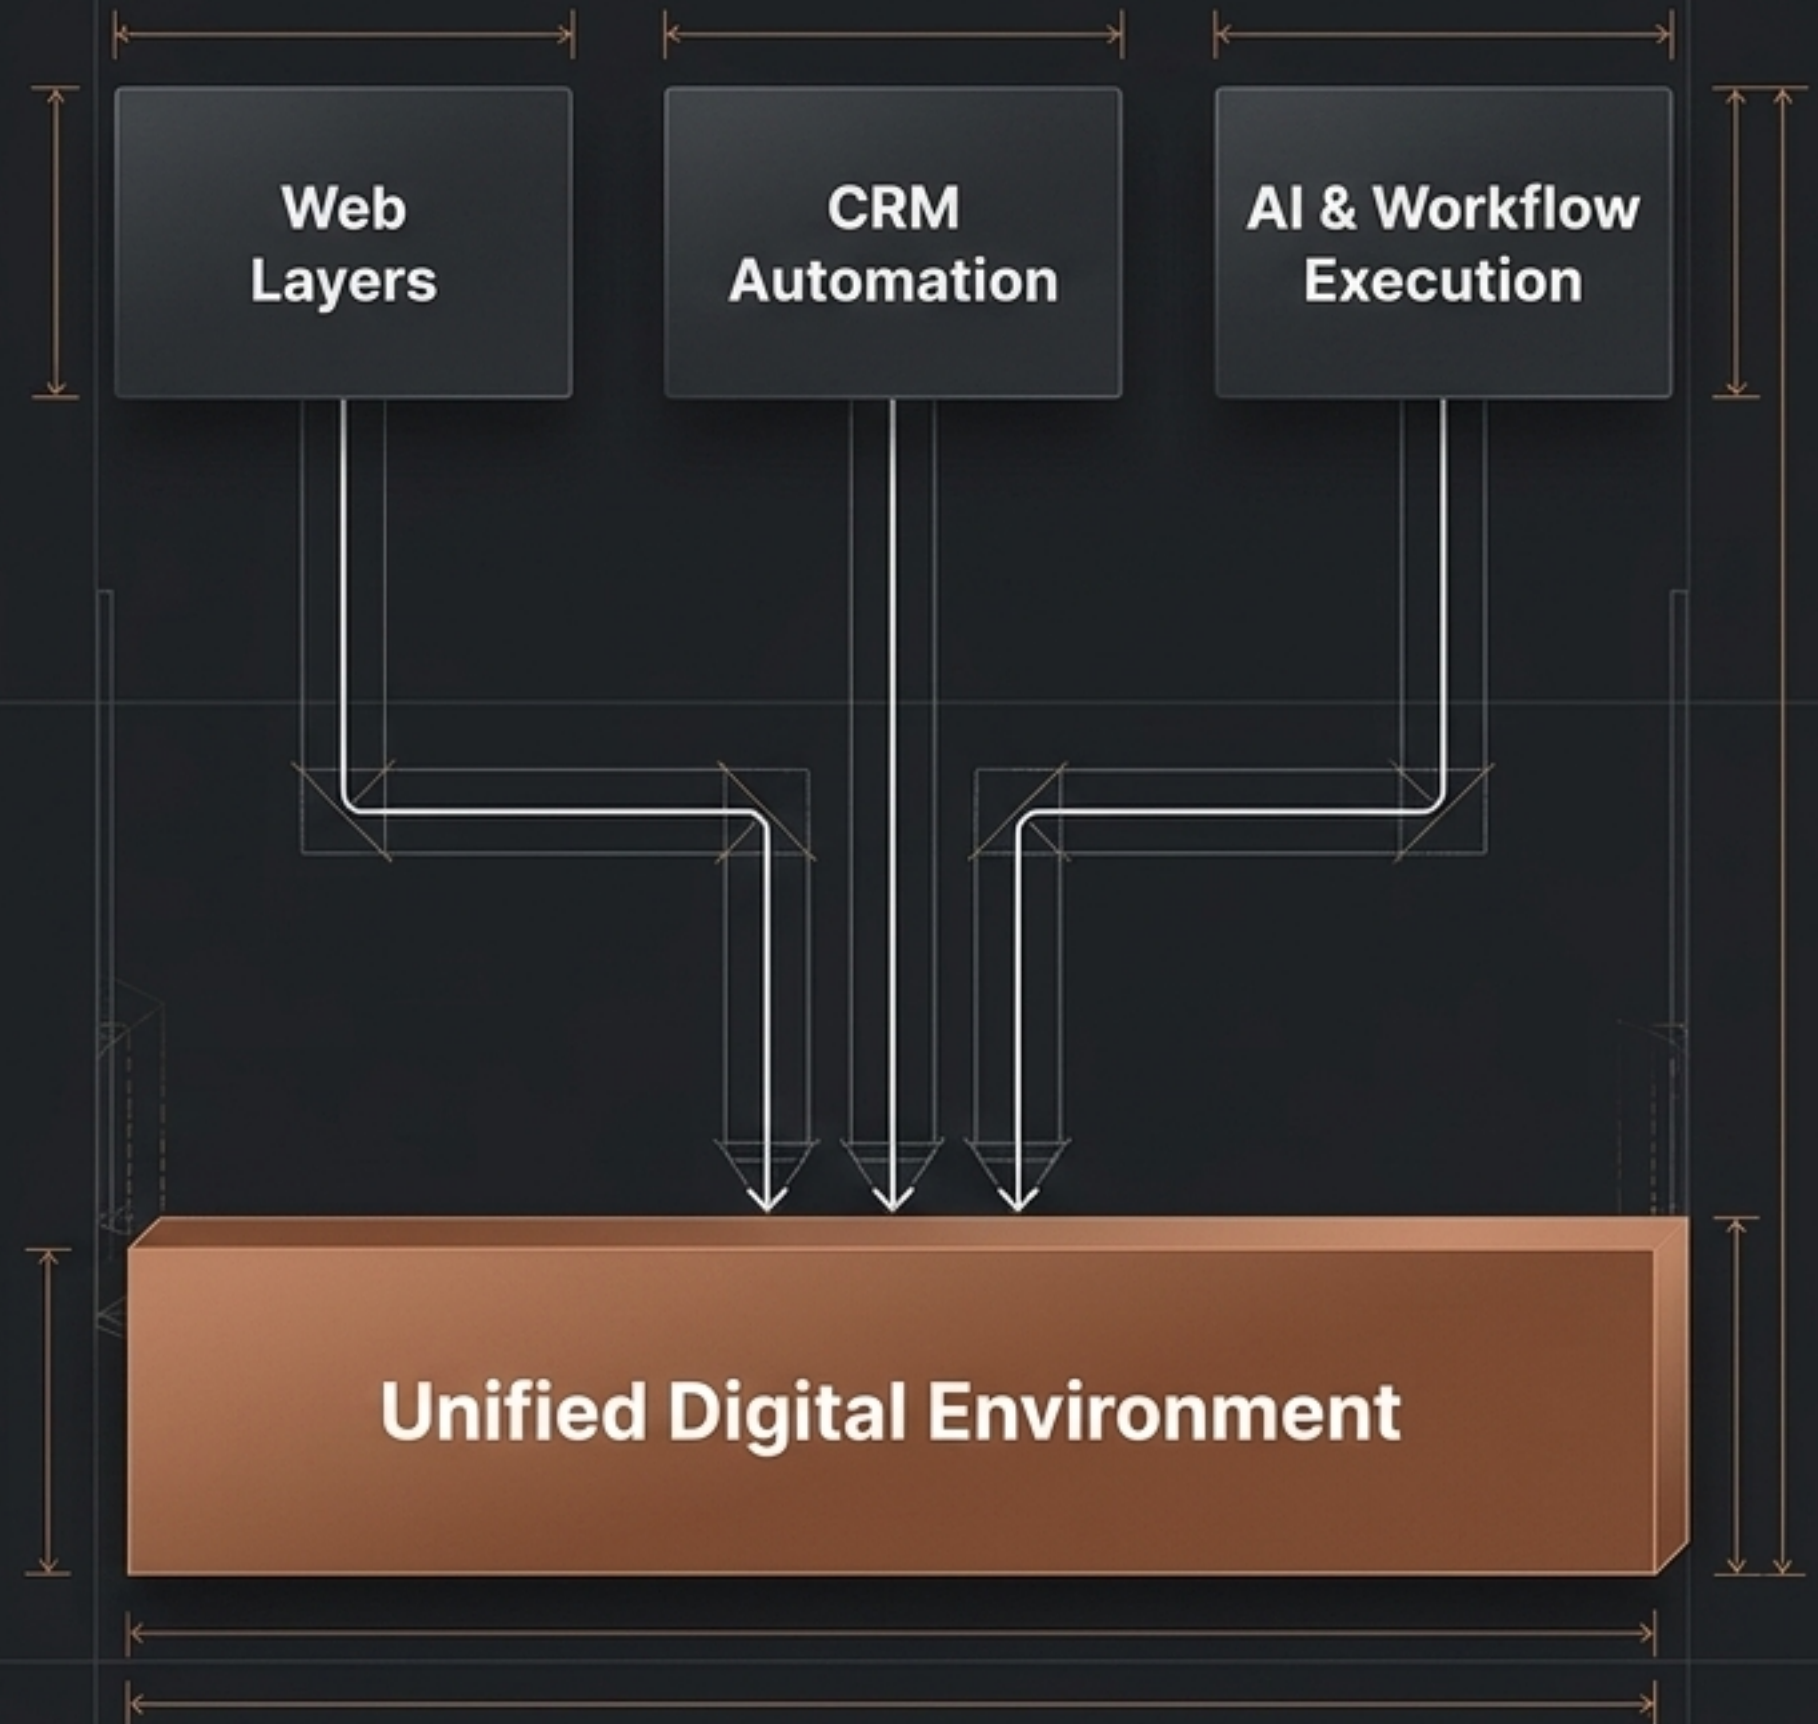 Web
Layers
CRM
Automation
AI & Workflow
Execution
Unified Digital Environment